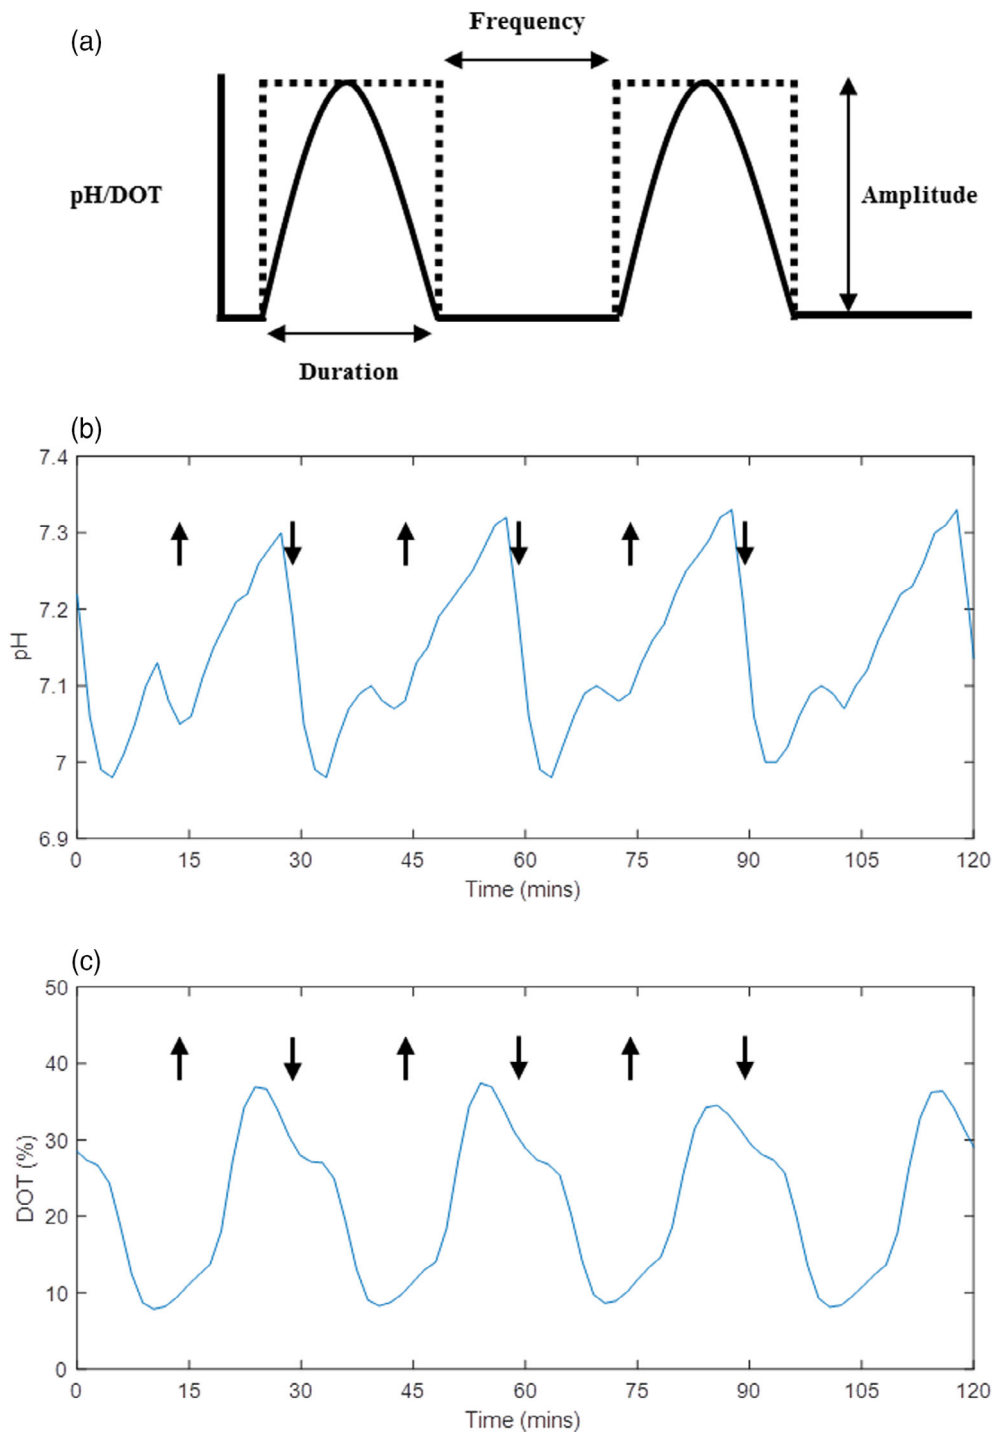 (a)
Frequency
pH/DOT
Amplitude
Duration
(b)
7.4
7.3
7.2
7.1
7
6.9
pH
0 15 30 45 60 75 90 105 120
Time (mins)
(c)
50
40
30
20
10
0
DOT (%)
0 15 30 45 60 75 90 105 120
Time (mins)